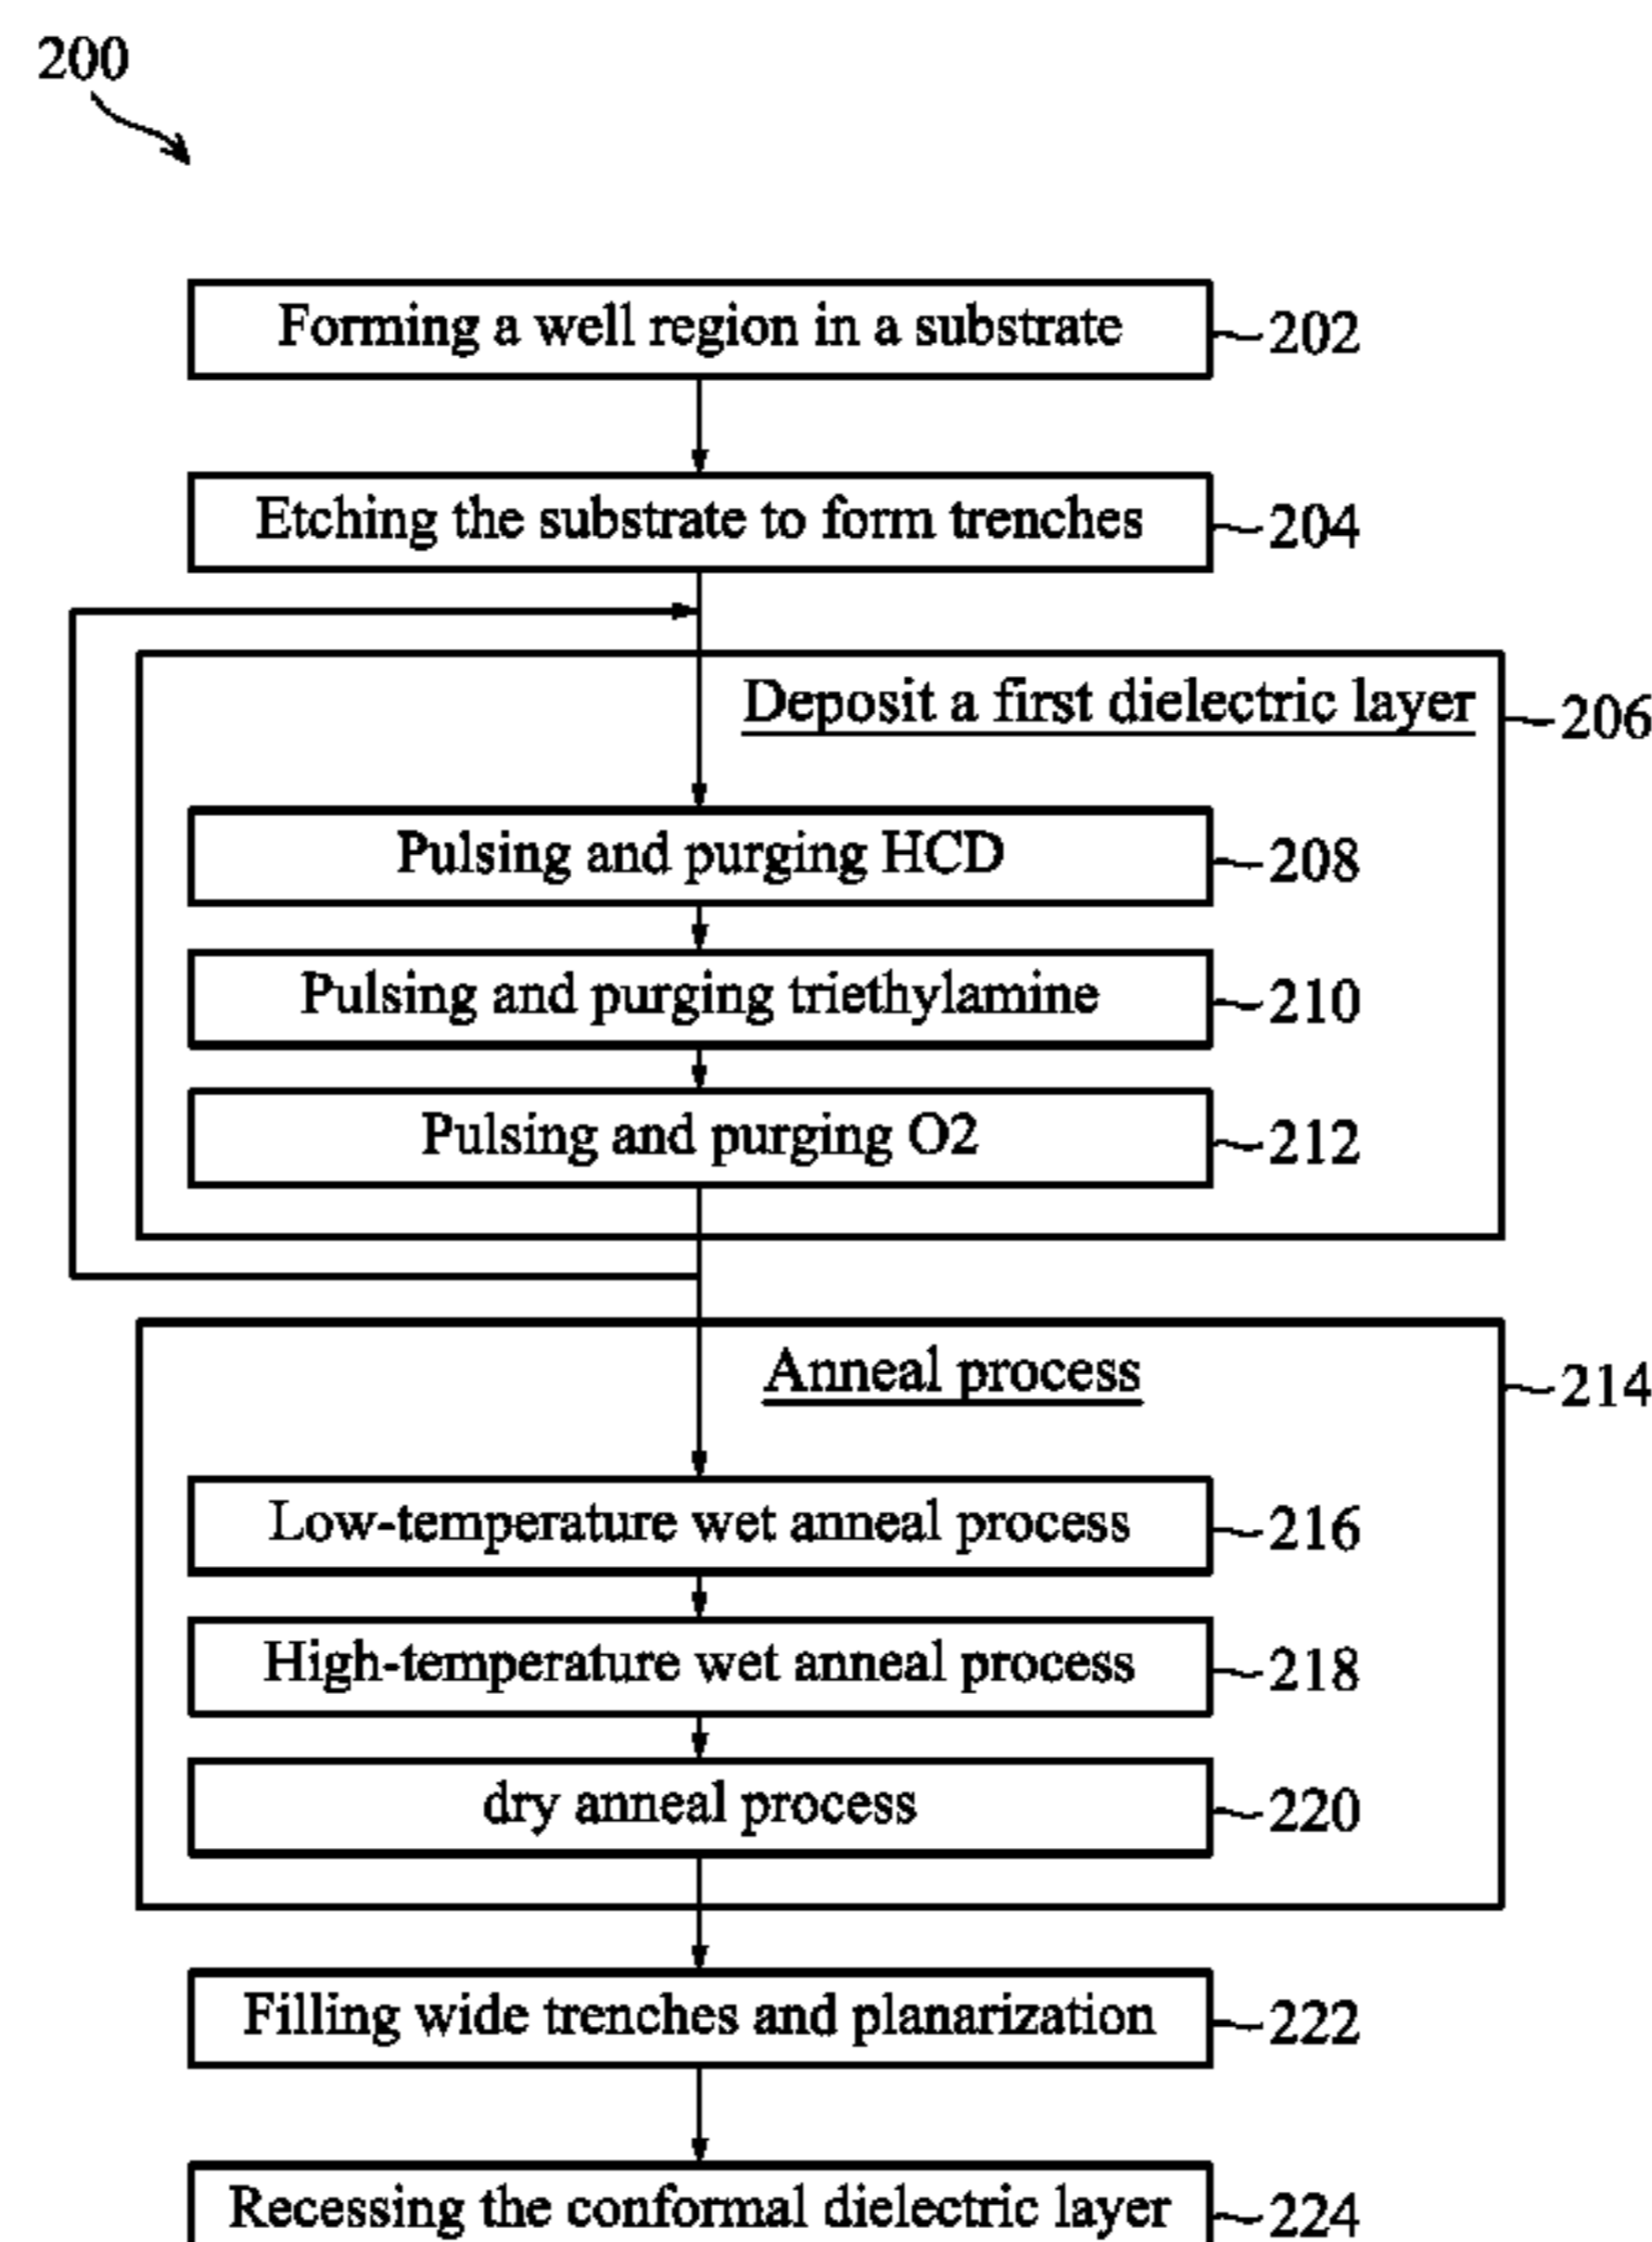 200
Forming a well region in a substrate 202
Etching the substrate to form trenches 204
Deposit a first dielectric layer 206
Pulsing and purging HCD 208
Pulsing and purging triethylamine 210
Pulsing and purging O2 212
Anneal process 214
Low-temperature wet anneal process 216
High-temperature wet anneal process 218
dry anneal process 220
Filling wide trenches and planarization 222
Recessing the conformal dielectric layer 224